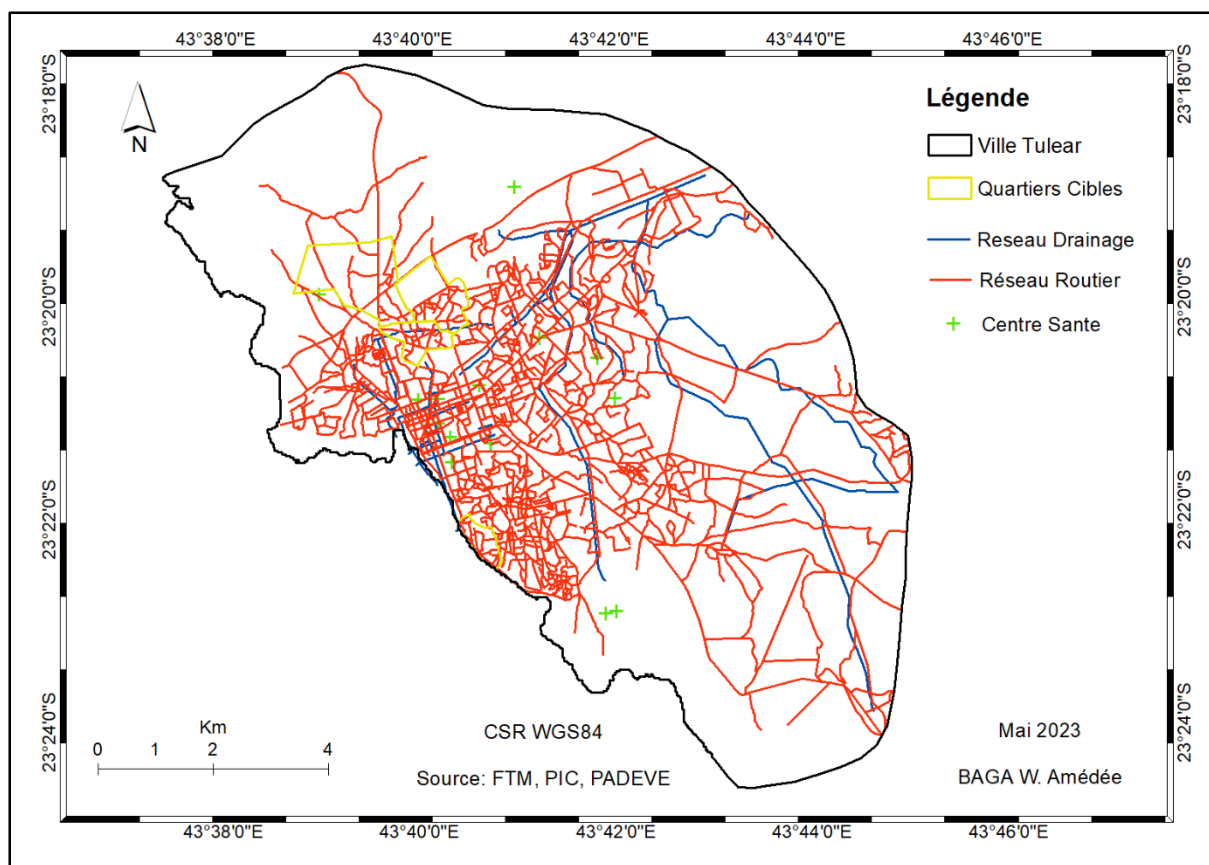 43°38'0"E 43°40'0"E 43°42'0"E 43°44'0"E 43°46'0"E
23°18'0"S 23°18'0"S
Légende
N
Ville Tulear
Quartiers Cibles
Reseau Drainage
Réseau Routier
Centre Sante
23°20'0"S 23°20'0"S
23°22'0"S 23°22'0"S
23°24'0"S 23°24'0"S
Km
0 1 2 4
CSR WGS84
Mai 2023
Source: FTM, PIC, PADEVE
BAGA W. Amédée
43°38'0"E 43°40'0"E 43°42'0"E 43°44'0"E 43°46'0"E